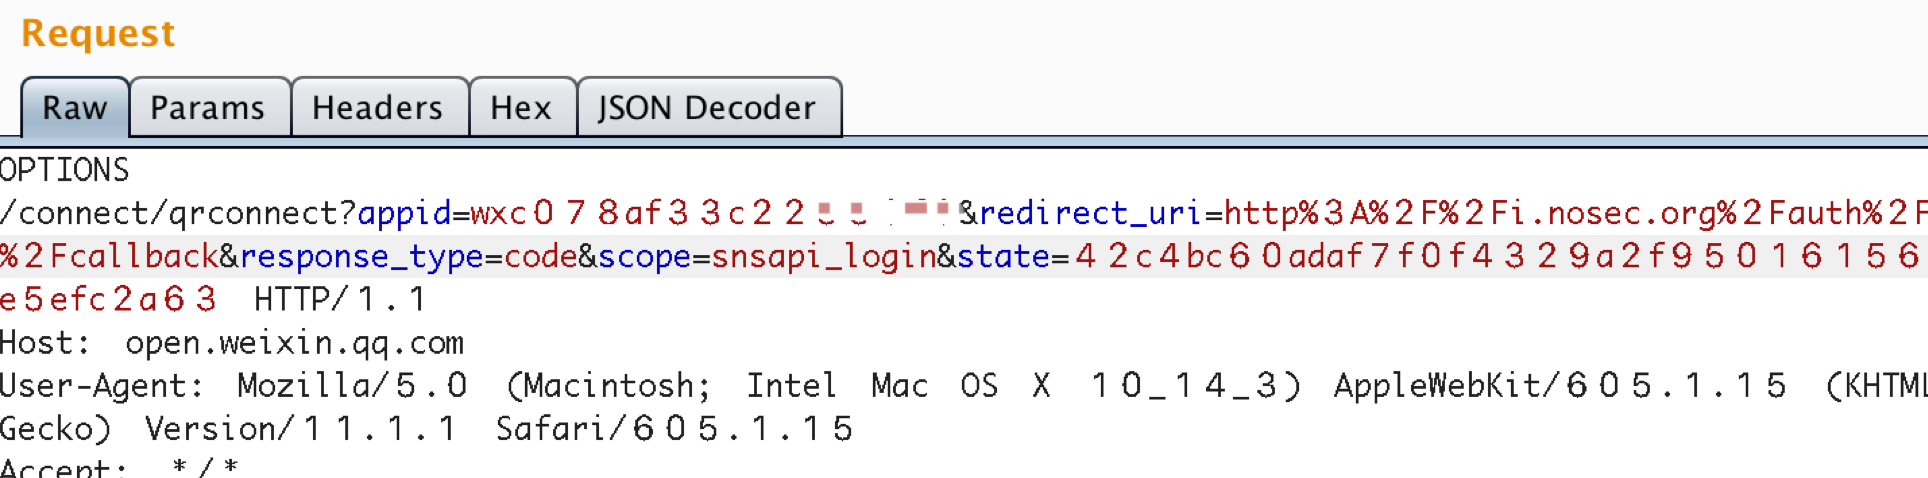 Request
Raw Params Headers Hex JSON Decoder
OPTIONS
/connect/qrconnect?appid=wxc078af33c22 &redirect_uri=http%3A%2F%2Fi.nosec.org%2Fauth%2F
%2Fcallback&response_type=code&scope=snsapi_login&state=42c4bc60adaf7f0f4329a2f95016156
e5efc2a63 HTTP/1.1
Host: open.weixin.qq.com
User-Agent: Mozilla/5.0 (Macintosh; Intel Mac OS X 10_14_3) AppleWebKit/605.1.15 (KHTML
Gecko) Version/11.1.1 Safari/605.1.15
Accept: */*